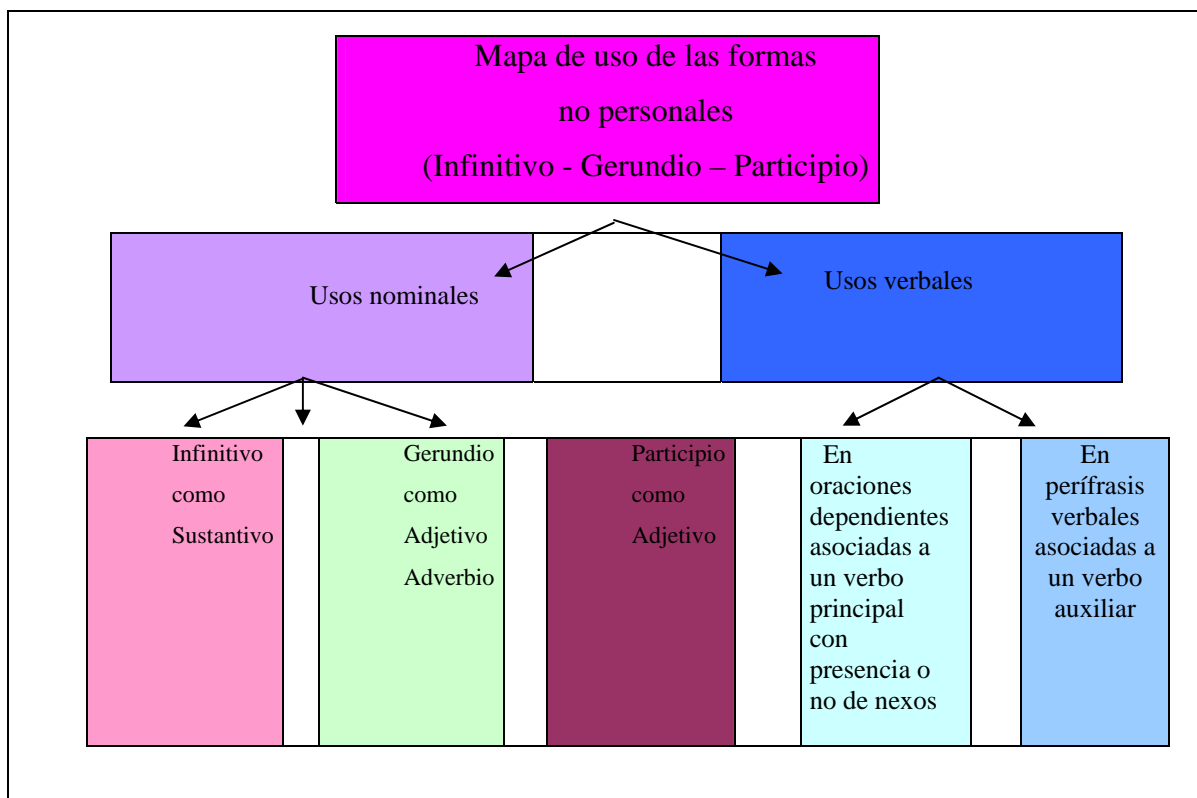 Mapa de uso de las formas
no personales
(Infinitivo - Gerundio – Participio)
Usos nominales
Usos verbales
Infinitivo
como
Sustantivo
Gerundio
como
Adjetivo
Adverbio
Participio
como
Adjetivo
En
oraciones
dependientes
asociadas a
un verbo
principal
con
presencia o
no de nexos
En
perífrasis
verbales
asociadas a
un verbo
auxiliar